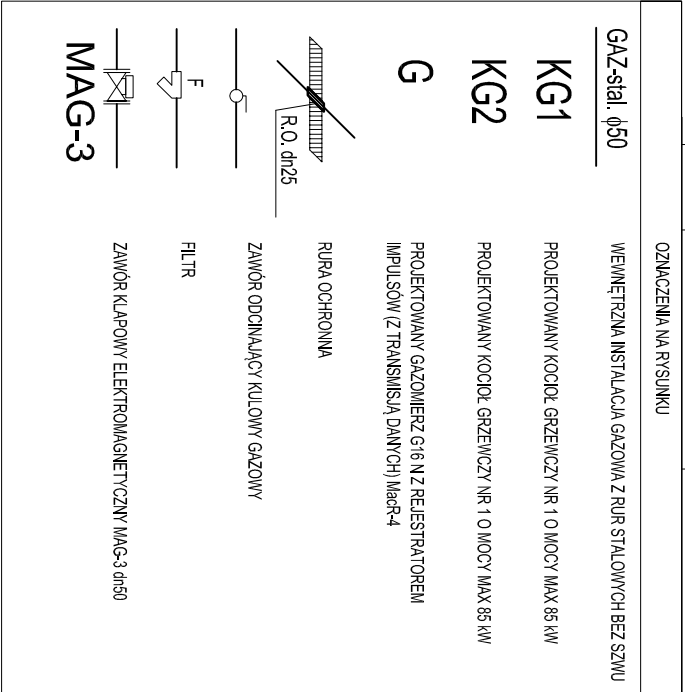 OZNACZENIA NA RYSUNKU
GAZ-stal. ϕ50
WEWNĘTRZNA INSTALACJA GAZOWA Z RUR STALOWYCH BEZ SZWU
KG1
PROJEKTOWANY KOCIOŁ GRZEWCZY NR 1 O MOCY MAX 85 kW
KG2
PROJEKTOWANY KOCIOŁ GRZEWCZY NR 1 O MOCY MAX 85 kW
G
PROJEKTOWANY GAZOMIERZ G16 N Z REJESTRATOREM
IMPULSÓW (Z TRANSMISJĄ DANYCH) MacR-4
R.O. dn25
RURA OCHRONNA
ZAWÓR ODCINAJĄCY KULOWY GAZOWY
F
FILTR
MAG-3
ZAWÓR KLAPOWY ELEKTROMAGNETYCZNY MAG-3 dn50